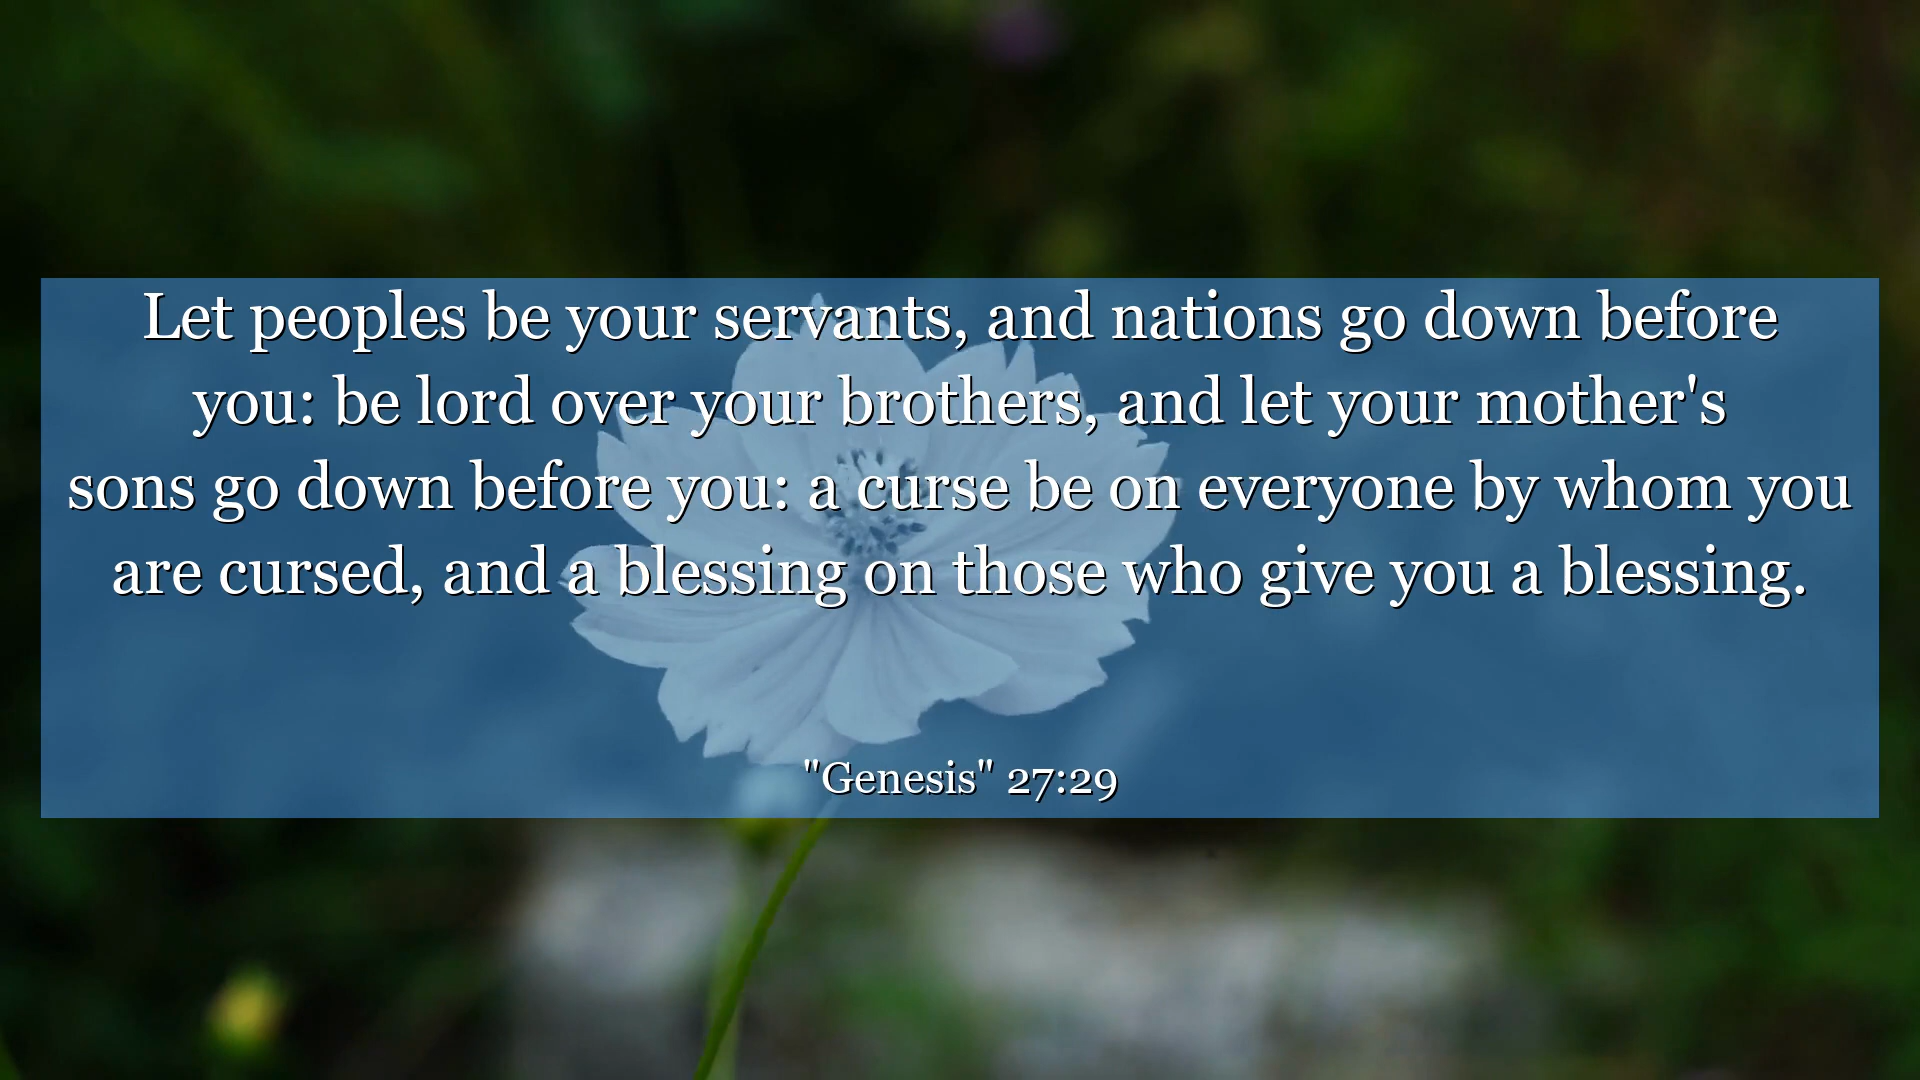 Let peoples be your servants, and nations go down before
you: be lord over your brothers, and let your mother's
sons go down before you: a curse be on everyone by whom you
are cursed, and a blessing on those who give you a blessing.
"Genesis" 27:29